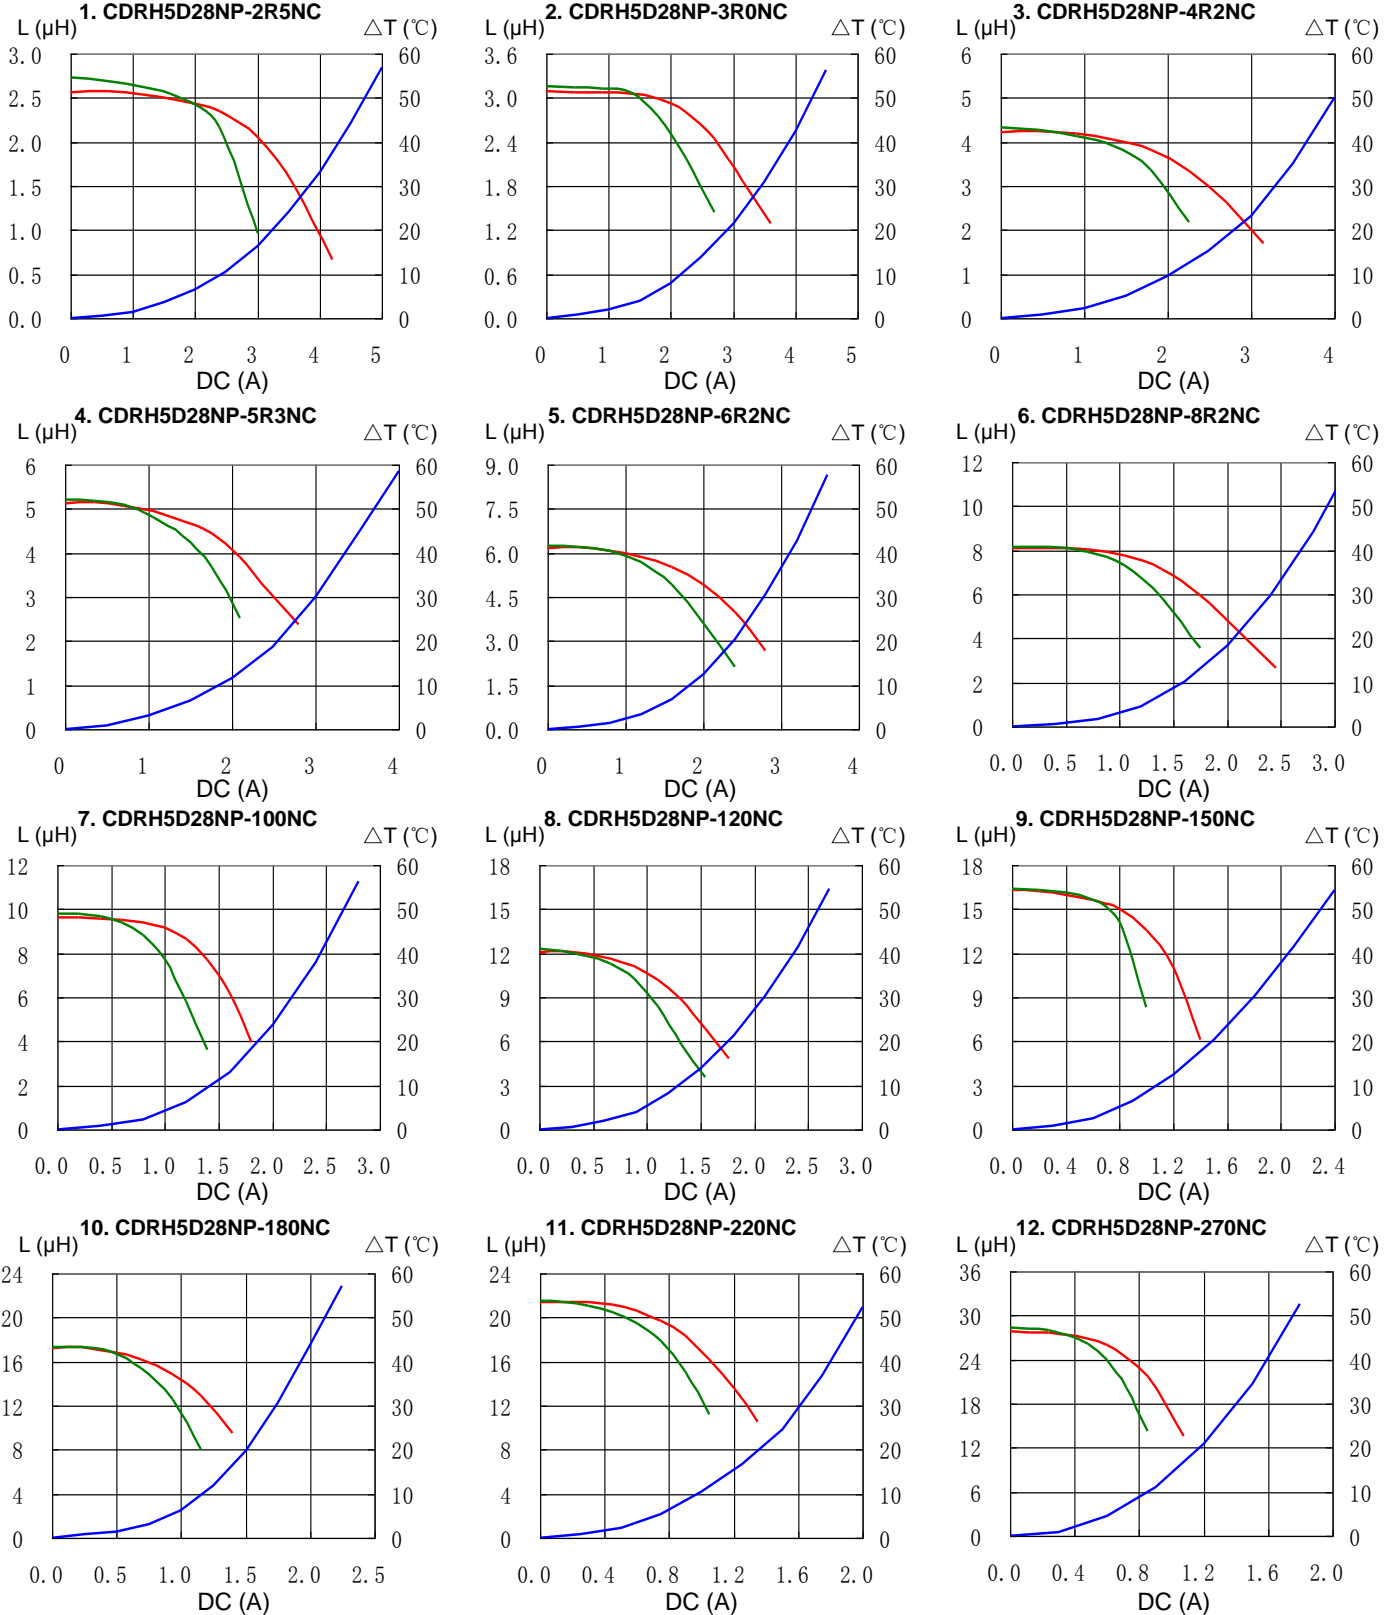 1. CDRH5D28NP-2R5NC
L (µH) △T (℃)
3.0 60
2.5 50
2.0 40
1.5 30
1.0 20
0.5 10
0.0 0
0 1 2 3 4 5
DC (A)
2. CDRH5D28NP-3R0NC
L (µH) △T (℃)
3.6 60
3.0 50
2.4 40
1.8 30
1.2 20
0.6 10
0.0 0
0 1 2 3 4 5
DC (A)
3. CDRH5D28NP-4R2NC
L (µH) △T (℃)
6 60
5 50
4 40
3 30
2 20
1 10
0 0
0 1 2 3 4
DC (A)
4. CDRH5D28NP-5R3NC
L (µH) △T (℃)
6 60
5 50
4 40
3 30
2 20
1 10
0 0
0 1 2 3 4
DC (A)
5. CDRH5D28NP-6R2NC
L (µH) △T (℃)
9.0 60
7.5 50
6.0 40
4.5 30
3.0 20
1.5 10
0.0 0
0 1 2 3 4
DC (A)
6. CDRH5D28NP-8R2NC
L (µH) △T (℃)
12 60
10 50
8 40
6 30
4 20
2 10
0 0
0.0 0.5 1.0 1.5 2.0 2.5 3.0
DC (A)
7. CDRH5D28NP-100NC
L (µH) △T (℃)
12 60
10 50
8 40
6 30
4 20
2 10
0 0
0.0 0.5 1.0 1.5 2.0 2.5 3.0
DC (A)
8. CDRH5D28NP-120NC
L (µH) △T (℃)
18 60
15 50
12 40
9 30
6 20
3 10
0 0
0.0 0.5 1.0 1.5 2.0 2.5 3.0
DC (A)
9. CDRH5D28NP-150NC
L (µH) △T (℃)
18 60
15 50
12 40
9 30
6 20
3 10
0 0
0.0 0.4 0.8 1.2 1.6 2.0 2.4
DC (A)
10. CDRH5D28NP-180NC
L (µH) △T (℃)
24 60
20 50
16 40
12 30
8 20
4 10
0 0
0.0 0.5 1.0 1.5 2.0 2.5
DC (A)
11. CDRH5D28NP-220NC
L (µH) △T (℃)
24 60
20 50
16 40
12 30
8 20
4 10
0 0
0.0 0.4 0.8 1.2 1.6 2.0
DC (A)
12. CDRH5D28NP-270NC
L (µH) △T (℃)
36 60
30 50
24 40
18 30
12 20
6 10
0 0
0.0 0.4 0.8 1.2 1.6 2.0
DC (A)